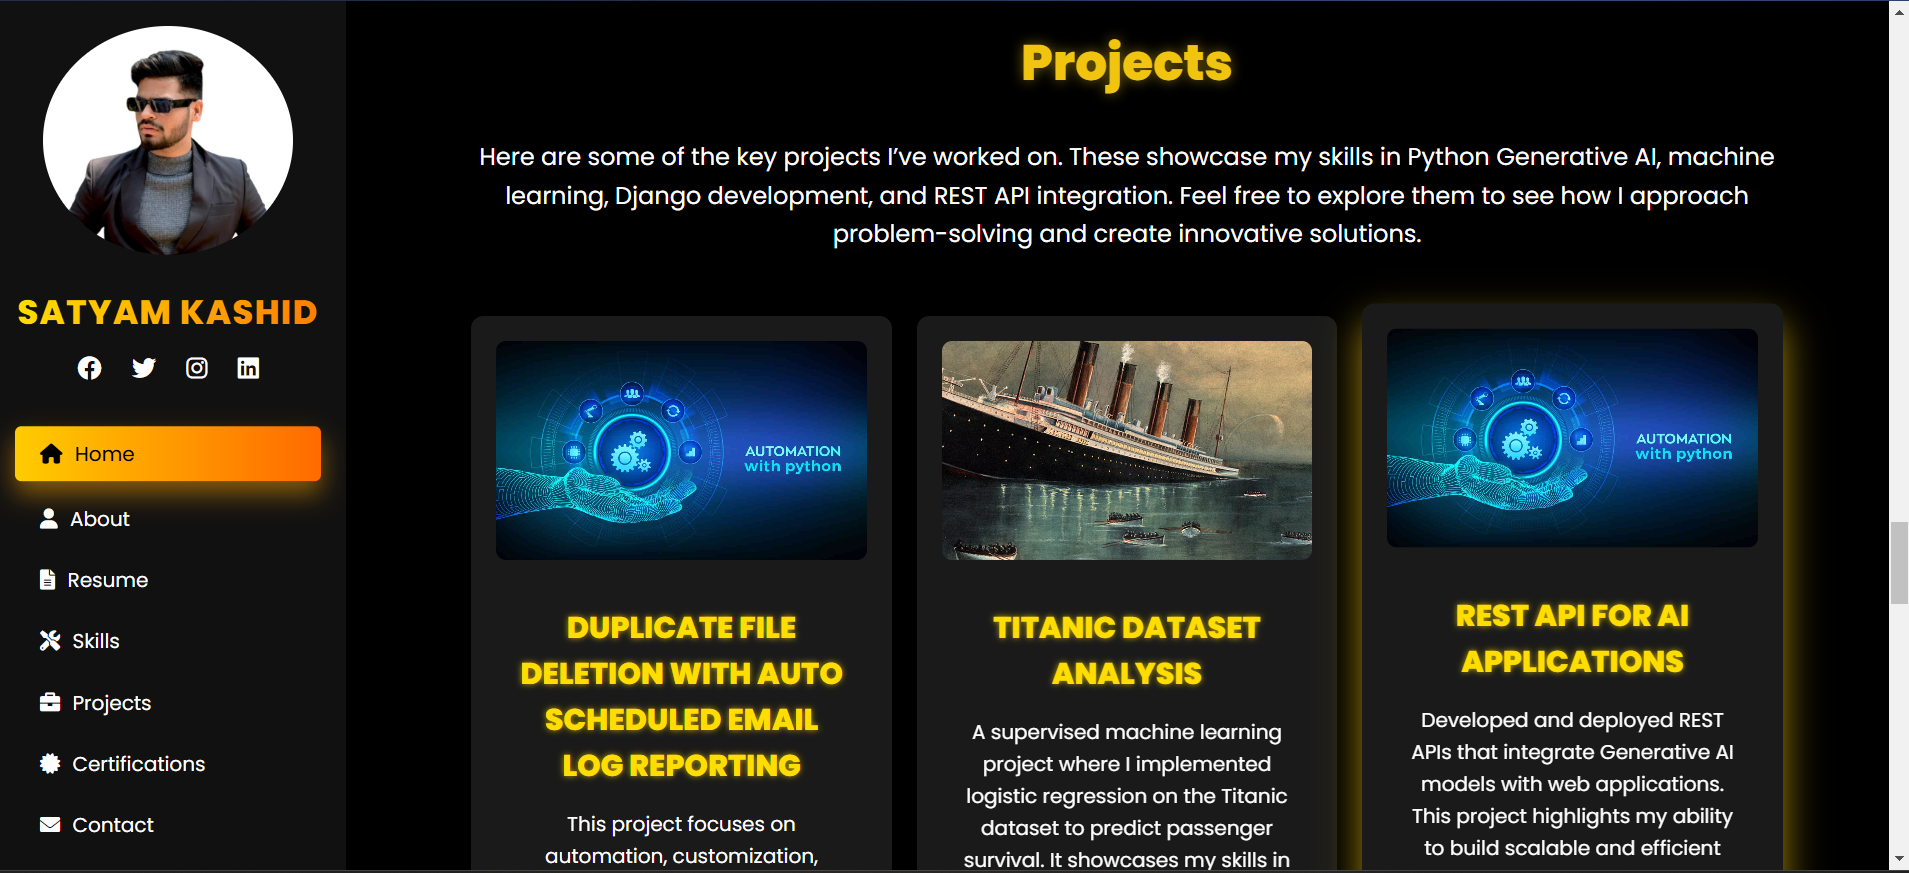 SATYAM KASHID
Home
About
Resume
Skills
Projects
Certifications
Contact
Projects
Here are some of the key projects I’ve worked on. These showcase my skills in Python Generative AI, machine
learning, Django development, and REST API integration. Feel free to explore them to see how I approach
problem-solving and create innovative solutions.
AUTOMATION
with python
DUPLICATE FILE
DELETION WITH AUTO
SCHEDULED EMAIL
LOG REPORTING
This project focuses on
automation, customization,
TITANIC DATASET
ANALYSIS
A supervised machine learning
project where I implemented
logistic regression on the Titanic
dataset to predict passenger
survival. It showcases my skills in
AUTOMATION
with python
REST API FOR AI
APPLICATIONS
Developed and deployed REST
APIs that integrate Generative AI
models with web applications.
This project highlights my ability
to build scalable and efficient